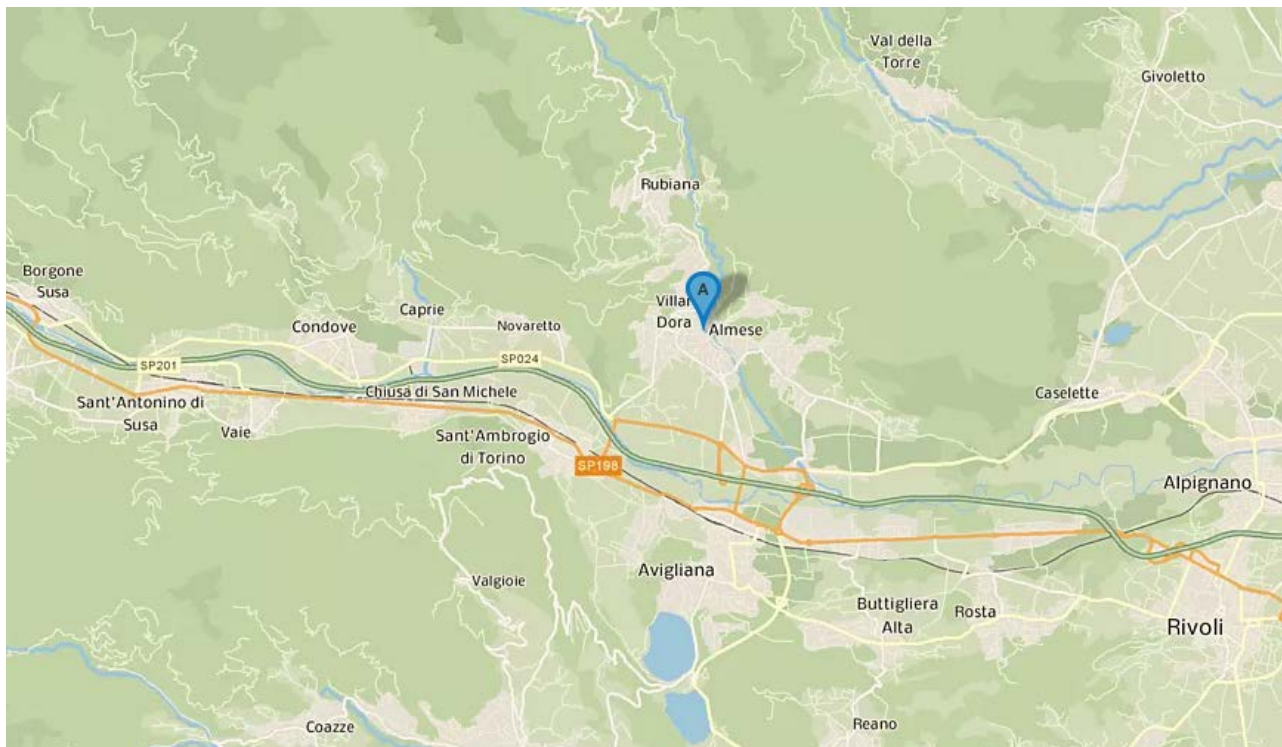 Val della
Torre
Givoletto
Rubiana
Borgone
Susa
Caprie
Condove
Novaretto
A
Villar
Dora
Almese
SP201
SP024
Chiusa di San Michele
Caselette
Sant'Antonino di
Susa
Vaie
Sant'Ambrogio
di Torino
SP198
Alpignano
Avigliana
Valgioie
Buttigliera
Alta
Rosta
Rivoli
Coazze
Reano